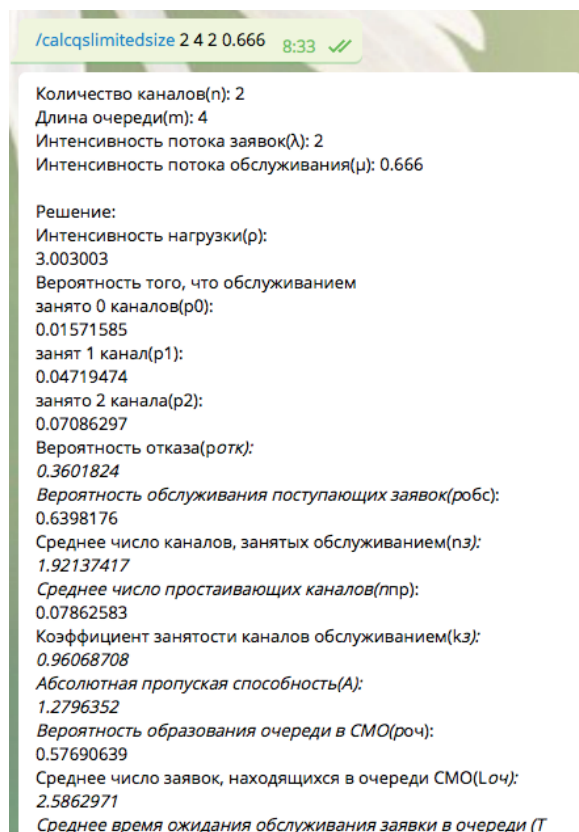 /calcqslimitedsize 2 4 2 0.666 8:33
Количество каналов(n): 2
Длина очереди(m): 4
Интенсивность потока заявок(λ): 2
Интенсивность потока обслуживания(μ): 0.666
Решение:
Интенсивность нагрузки(ρ):
3.003003
Вероятность того, что обслуживанием
занято 0 каналов(p0):
0.01571585
занят 1 канал(p1):
0.04719474
занято 2 канала(p2):
0.07086297
Вероятность отказа(pотк):
0.3601824
Вероятность обслуживания поступающих заявок(pобс):
0.6398176
Среднее число каналов, занятых обслуживанием(nз):
1.92137417
Среднее число простаивающих каналов(nпр):
0.07862583
Коэффициент занятости каналов обслуживанием(kз):
0.96068708
Абсолютная пропуская способность(A):
1.2796352
Вероятность образования очереди в СМО(pоч):
0.57690639
Среднее число заявок, находящихся в очереди СМО(Lоч):
2.5862971
Среднее время ожидания обслуживания заявки в очереди (T